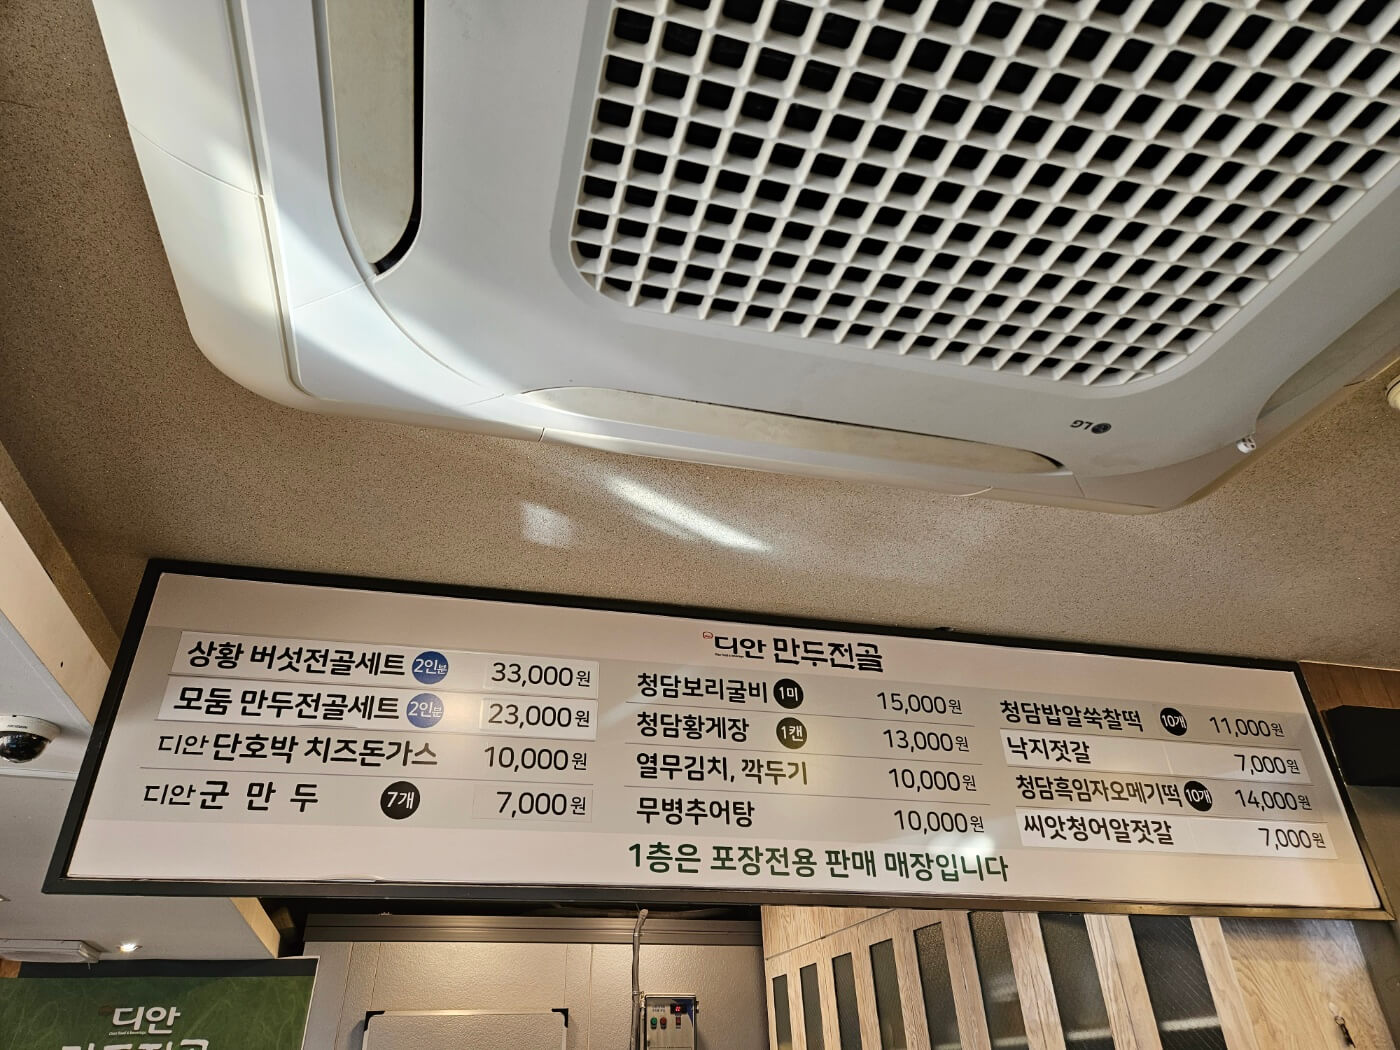 LG
디안 만두전골
상황 버섯전골세트 2인분 33,000원
모둠 만두전골세트 2인분 23,000원
디안 단호박 치즈돈가스 10,000원
디안 군만두 7개 7,000원
청담보리굴비 1미 15,000원
청담황게장 1캔 13,000원
열무김치, 깍두기 10,000원
무병추어탕 10,000원
청담밥알쑥찰떡 10개 11,000원
낙지젓갈 7,000원
청담흑임자오메기떡 10개 14,000원
씨앗청어알젓갈 7,000원
1층은 포장전용 판매 매장입니다
디안
만두전골